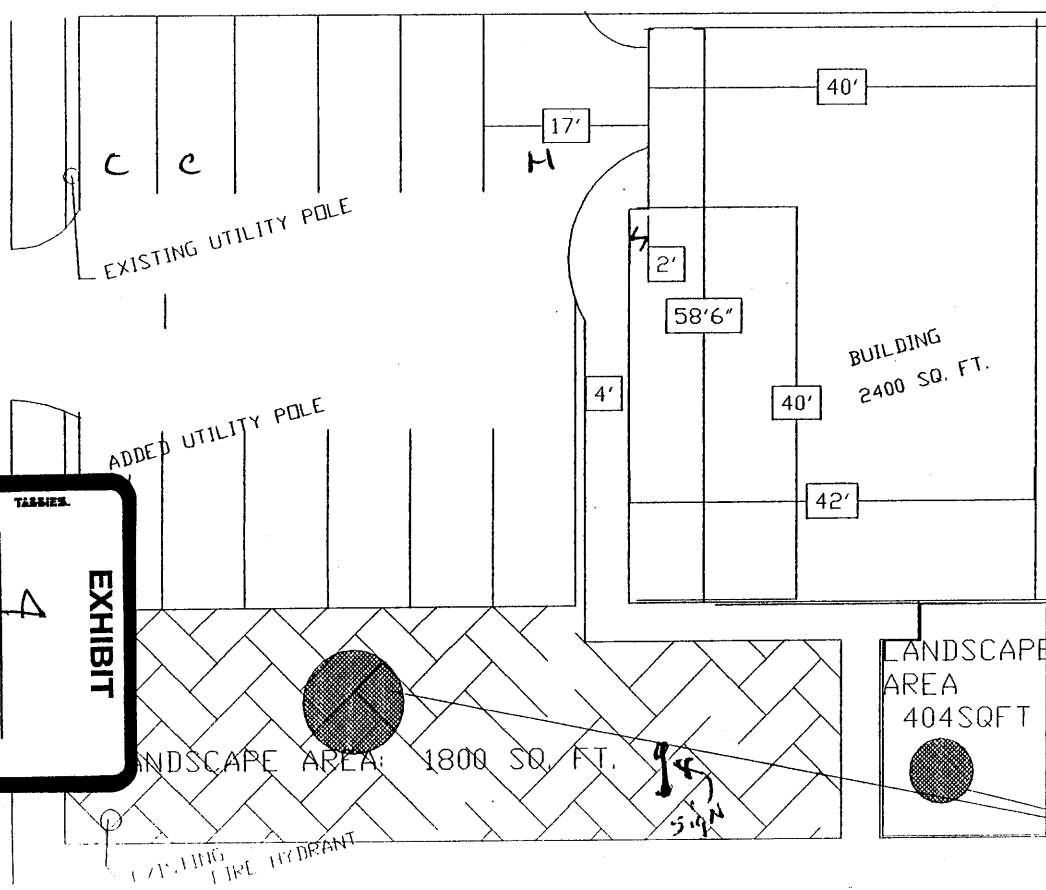 40'
17'
H
C C
EXISTING UTILITY POLE
2'
58'6"
BUILDING
2400 SQ. FT.
4'
40'
ADDED UTILITY POLE
42'
TABBIES
EXHIBIT
4
LANDSCAPE
AREA
404SQFT
ANDSCAPE AREA: 1800 SQ. FT.
sign
FIRE HYDRANT